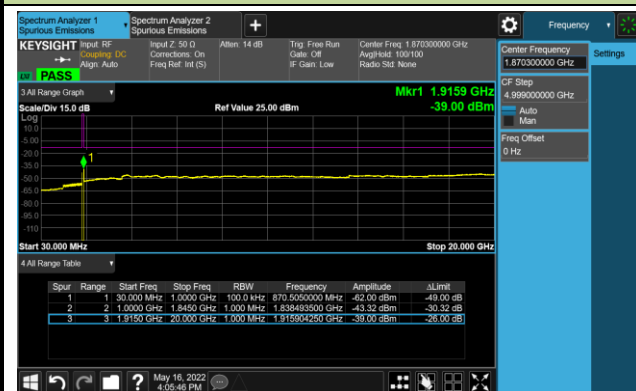 Spectrum Analyzer 1
Spurious Emissions
Spectrum Analyzer 2
Spurious Emissions
+
Frequency
KEYSIGHT
Input: RF
Coupling: DC
Align: Auto
Input Z: 50 Ω
Corrections: On
Freq Ref: Int (S)
Atten: 14 dB
Trig: Free Run
Gate: Off
IF Gain: Low
Center Freq: 1.870300000 GHz
Avg|Hold: 100/100
Radio Std: None
PASS
Center Frequency
1.870300000 GHz
Settings
CF Step
4.999000000 GHz
Auto
Man
Freq Offset
0 Hz
3 All Range Graph
Mkr1 1.9159 GHz
Scale/Div 15.0 dB
Ref Value 25.00 dBm
-39.00 dBm
Log
10.0
-5.00
-20.0
-35.0
-50.0
-65.0
-80.0
-95.0
-110
1
Start 30.000 MHz
Stop 20.000 GHz
4 All Range Table
Spur Range Start Freq Stop Freq RBW Frequency Amplitude ΔLimit
1 1 30.000 MHz 1.0000 GHz 100.0 kHz 870.5050000 MHz -62.00 dBm -49.00 dB
2 2 1.0000 GHz 1.8450 GHz 1.000 MHz 1.838493500 GHz -43.32 dBm -30.32 dB
3 3 1.9150 GHz 20.000 GHz 1.000 MHz 1.915904250 GHz -39.00 dBm -26.00 dB
?
May 16, 2022
4:05:46 PM